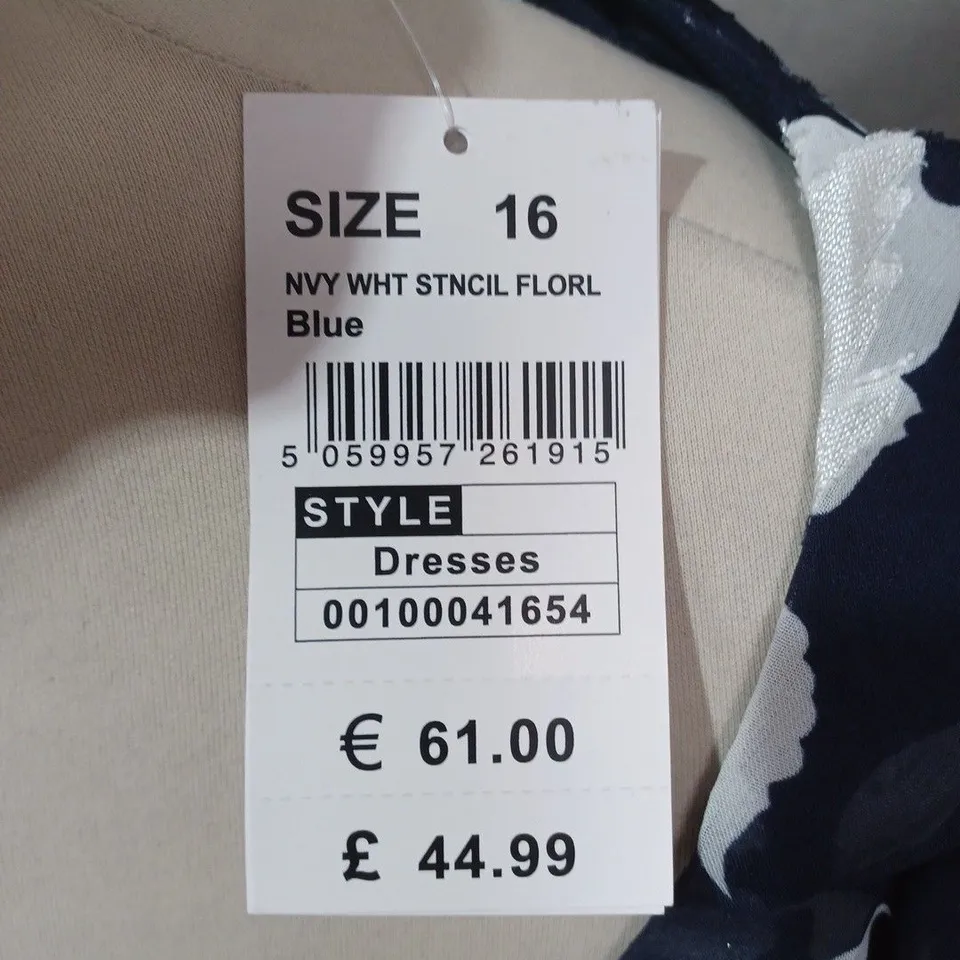 SIZE 16
NVY WHT STNCIL FLORL
Blue
5 059957 261915
STYLE
Dresses
00100041654
€ 61.00
£ 44.99